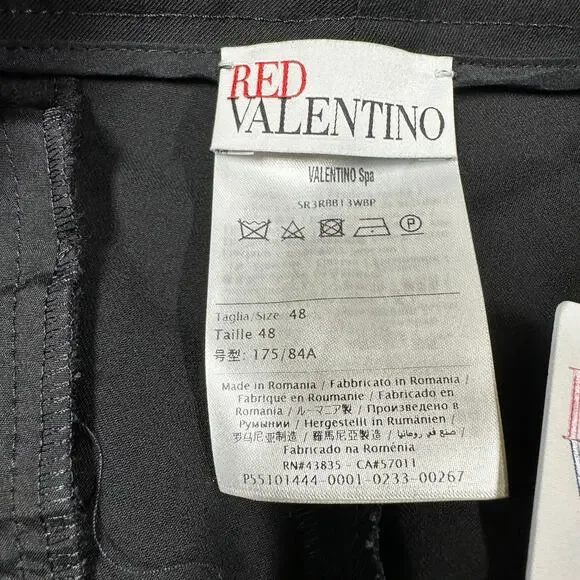 RED
VALENTINO
VALENTINO Spa
SR3RBB13WBP
P
Taglia/Size 48
Taille 48
号型: 175/84A
Made in Romania / Fabbricato in Romania /
Fabriqué en Roumanie / Fabricado en
Romanía / ルーマニア製 / Произведено в
Румынии / Hergestellt in Rumänien /
罗马尼亚制造 / 羅馬尼亞製造 / صنع في رومانيا /
Fabricado na Roménia
RN#43835 - CA#57011
P55101444-0001-0233-00267